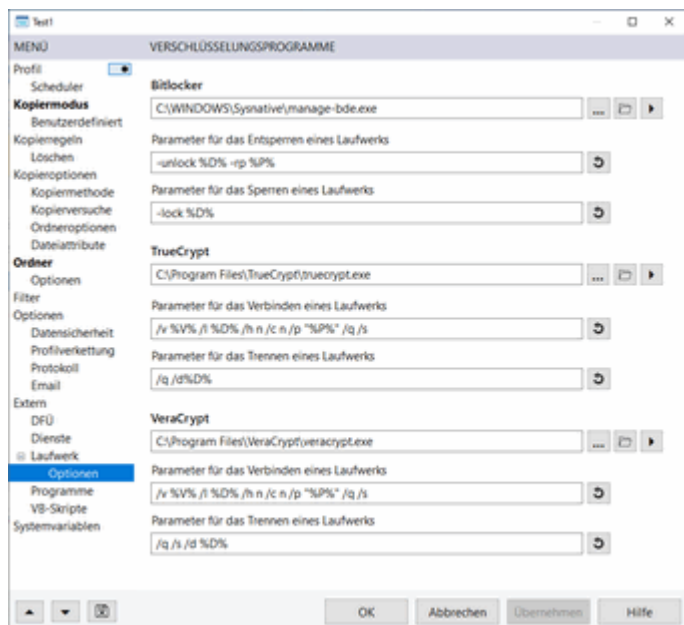 Test1
MENÜ
VERSCHLÜSSELUNGSPROGRAMME
Profil
Scheduler
Kopiermodus
Benutzerdefiniert
Kopierregeln
Löschen
Kopieroptionen
Kopiermethode
Kopierversuche
Ordneroptionen
Dateiattribute
Ordner
Optionen
Filter
Optionen
Datensicherheit
Profilverkettung
Protokoll
Email
Extern
DFÜ
Dienste
Laufwerk
Optionen
Programme
VB-Skripte
Systemvariablen
Bitlocker
C:\WINDOWS\Sysnative\manage-bde.exe
...
Parameter für das Entsperren eines Laufwerks
-unlock %D% -rp %P%
Parameter für das Sperren eines Laufwerks
-lock %D%
TrueCrypt
C:\Program Files\TrueCrypt\truecrypt.exe
...
Parameter für das Verbinden eines Laufwerks
/v %V% /l %D% /h n /c n /p "%P%" /q /s
Parameter für das Trennen eines Laufwerks
/q /d%D%
VeraCrypt
C:\Program Files\VeraCrypt\veracrypt.exe
...
Parameter für das Verbinden eines Laufwerks
/v %V% /l %D% /h n /c n /p "%P%" /q /s
Parameter für das Trennen eines Laufwerks
/q /s /d %D%
OK
Abbrechen
Übernehmen
Hilfe